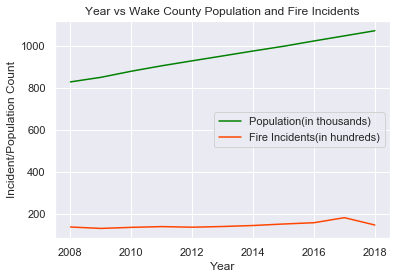 Year vs Wake County Population and Fire Incidents
Incident/Population Count
1000
800
600
400
200
Population(in thousands)
Fire Incidents(in hundreds)
2008 2010 2012 2014 2016 2018
Year